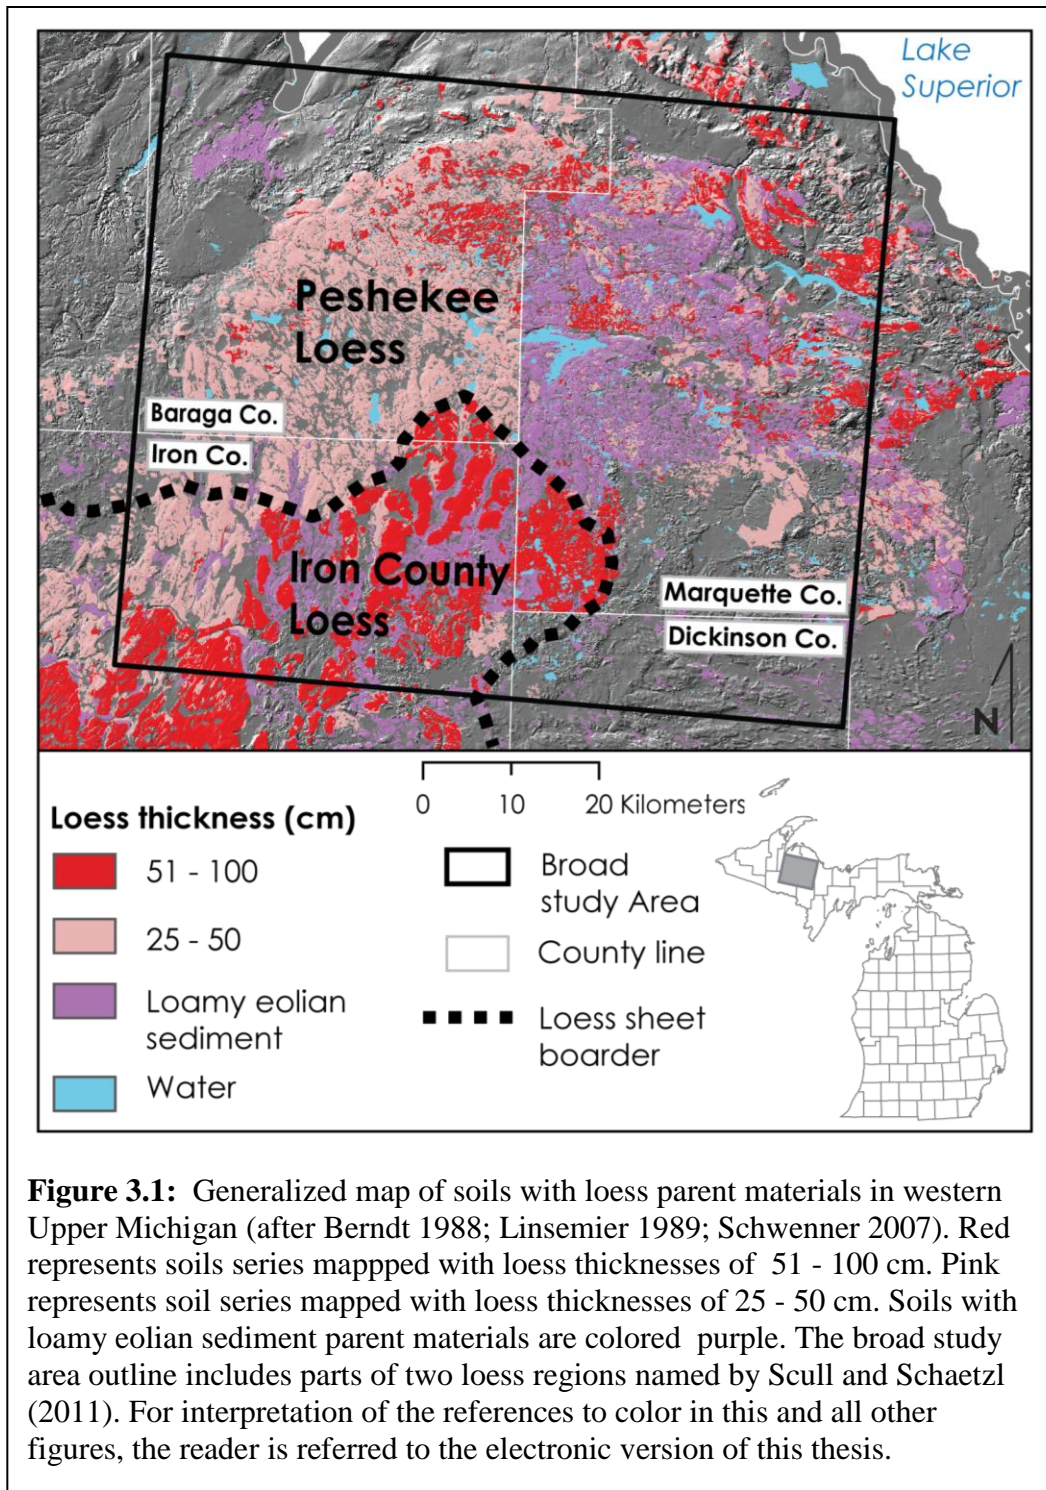 Lake
Superior
Peshekee
Loess
Baraga Co.
Iron Co.
Iron County
Loess
Marquette Co.
Dickinson Co.
N
Loess thickness (cm)
51 - 100
25 - 50
Loamy eolian
sediment
Water
0 10 20 Kilometers
Broad
study Area
County line
Loess sheet
boarder
Figure 3.1: Generalized map of soils with loess parent materials in western
Upper Michigan (after Berndt 1988; Linsemier 1989; Schwenner 2007). Red
represents soils series mappped with loess thicknesses of 51 - 100 cm. Pink
represents soil series mapped with loess thicknesses of 25 - 50 cm. Soils with
loamy eolian sediment parent materials are colored purple. The broad study
area outline includes parts of two loess regions named by Scull and Schaetzl
(2011). For interpretation of the references to color in this and all other
figures, the reader is referred to the electronic version of this thesis.